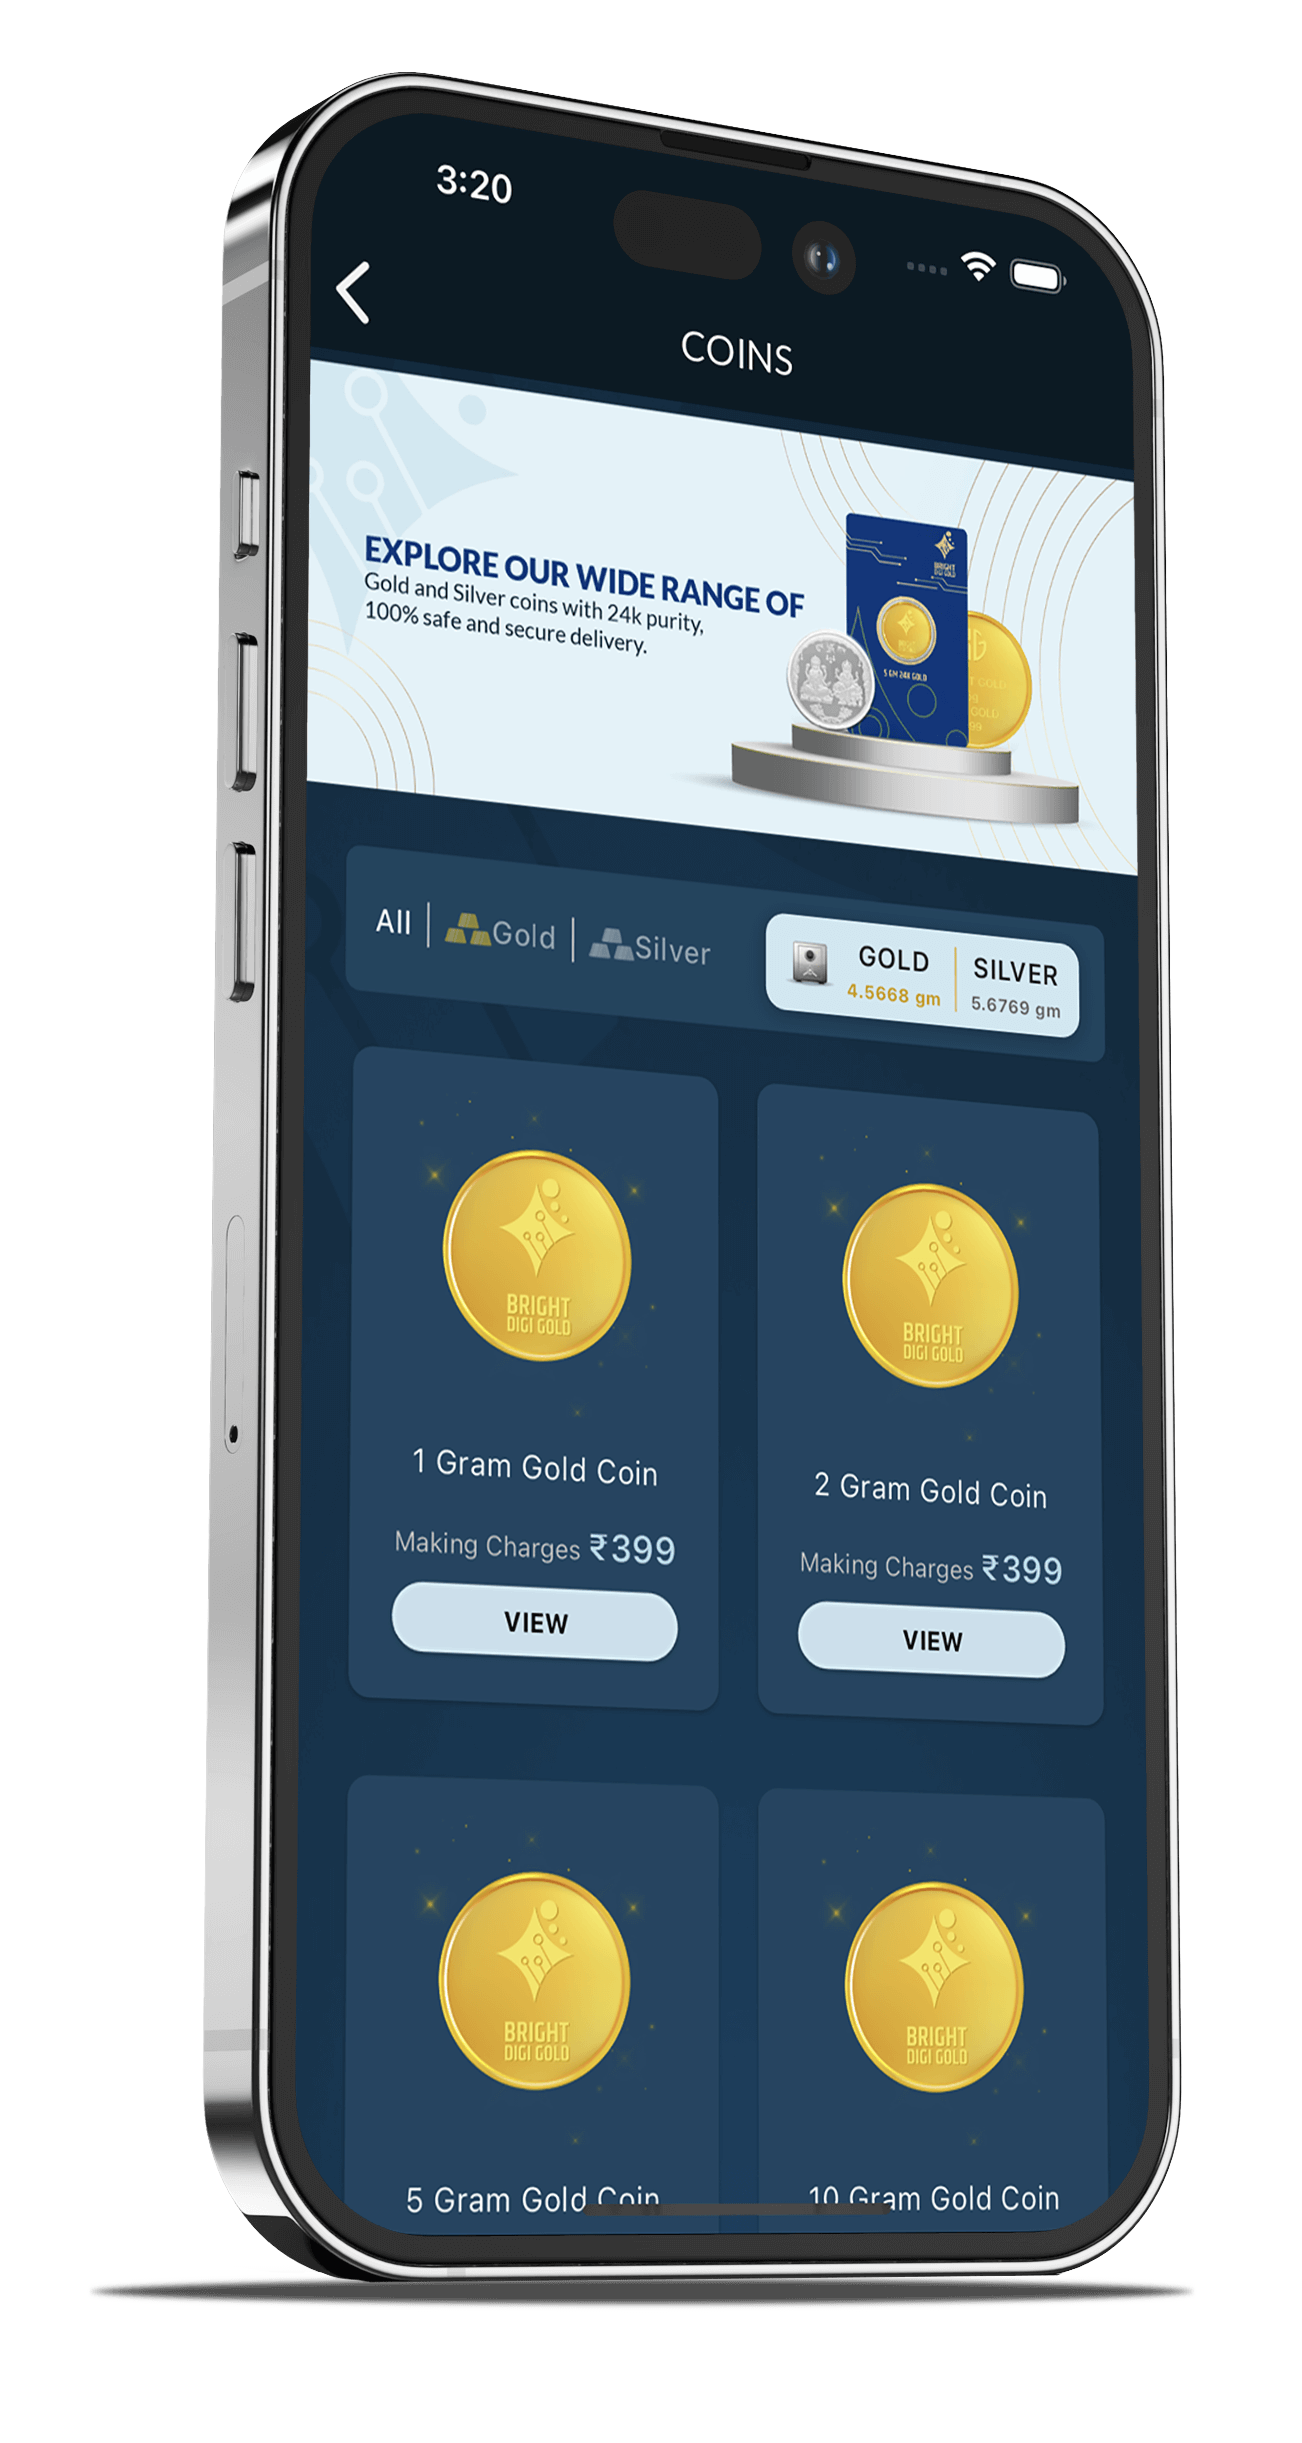 3:20
COINS
EXPLORE OUR WIDE RANGE OF
Gold and Silver coins with 24k purity,
100% safe and secure delivery.
BRIGHT
DIGI GOLD
5 GM 24K GOLD
GOLD
99
All | Gold | Silver
GOLD
4.5668 gm
SILVER
5.6769 gm
BRIGHT
DIGI GOLD
1 Gram Gold Coin
Making Charges ₹399
VIEW
BRIGHT
DIGI GOLD
2 Gram Gold Coin
Making Charges ₹399
VIEW
BRIGHT
DIGI GOLD
5 Gram Gold Coin
BRIGHT
DIGI GOLD
10 Gram Gold Coin